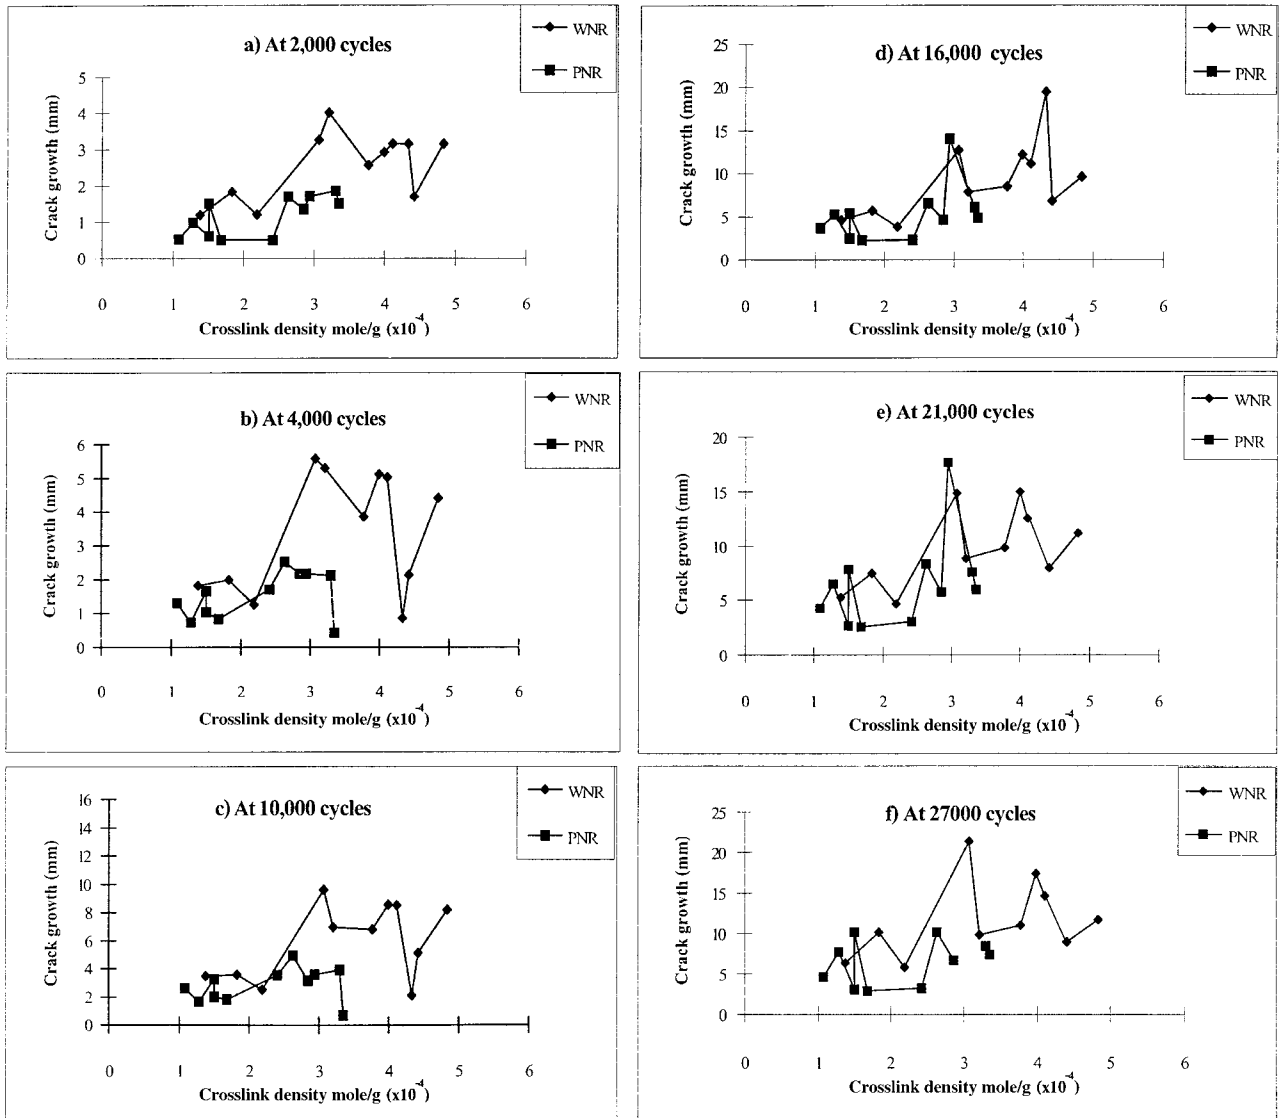 a) At 2,000 cycles
WNR
PNR
Crack growth (mm)
5
4
3
2
1
0
0 1 2 3 4 5 6
Crosslink density mole/g (x10⁻⁴)
d) At 16,000 cycles
WNR
PNR
Crack growth (mm)
25
20
15
10
5
0
0 1 2 3 4 5 6
Crosslink density mole/g (x10⁻⁴)
b) At 4,000 cycles
WNR
PNR
Crack growth (mm)
6
5
4
3
2
1
0
0 1 2 3 4 5 6
Crosslink density mole/g (x10⁻⁴)
e) At 21,000 cycles
WNR
PNR
Crack growth (mm)
20
15
10
5
0
0 1 2 3 4 5 6
Crosslink density mole/g (x10⁻⁴)
c) At 10,000 cycles
WNR
PNR
Crack growth (mm)
16
14
12
10
8
6
4
2
0
0 1 2 3 4 5 6
Crosslink density mole/g (x10⁻⁴)
f) At 27000 cycles
WNR
PNR
Crack growth (mm)
25
20
15
10
5
0
0 1 2 3 4 5 6
Crosslink density mole/g (x10⁻⁴)